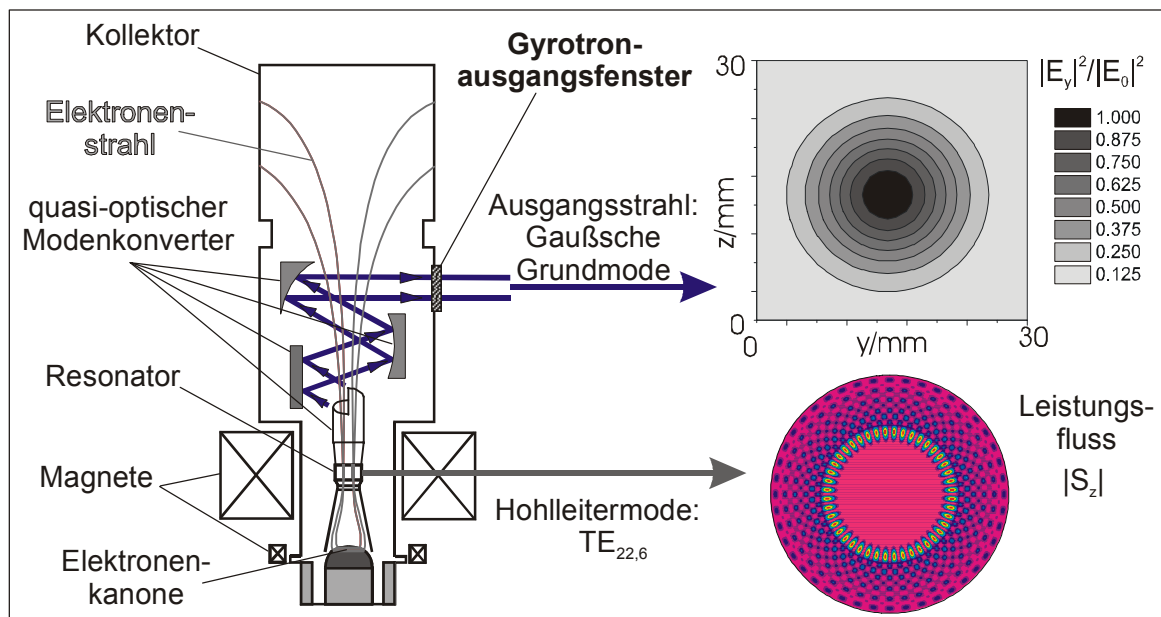 Kollektor
Gyrotron-
ausgangsfenster
Elektronen-
strahl
quasi-optischer
Modenkonverter
Ausgangsstrahl:
Gaußsche
Grundmode
Resonator
Magnete
Hohlleitermode:
TE22,6
Elektronen-
kanone
30
z/mm
0
y/mm
30
|Ey|²/|E0|²
1.000
0.875
0.750
0.625
0.500
0.375
0.250
0.125
Leistungs-
fluss
|Sz|